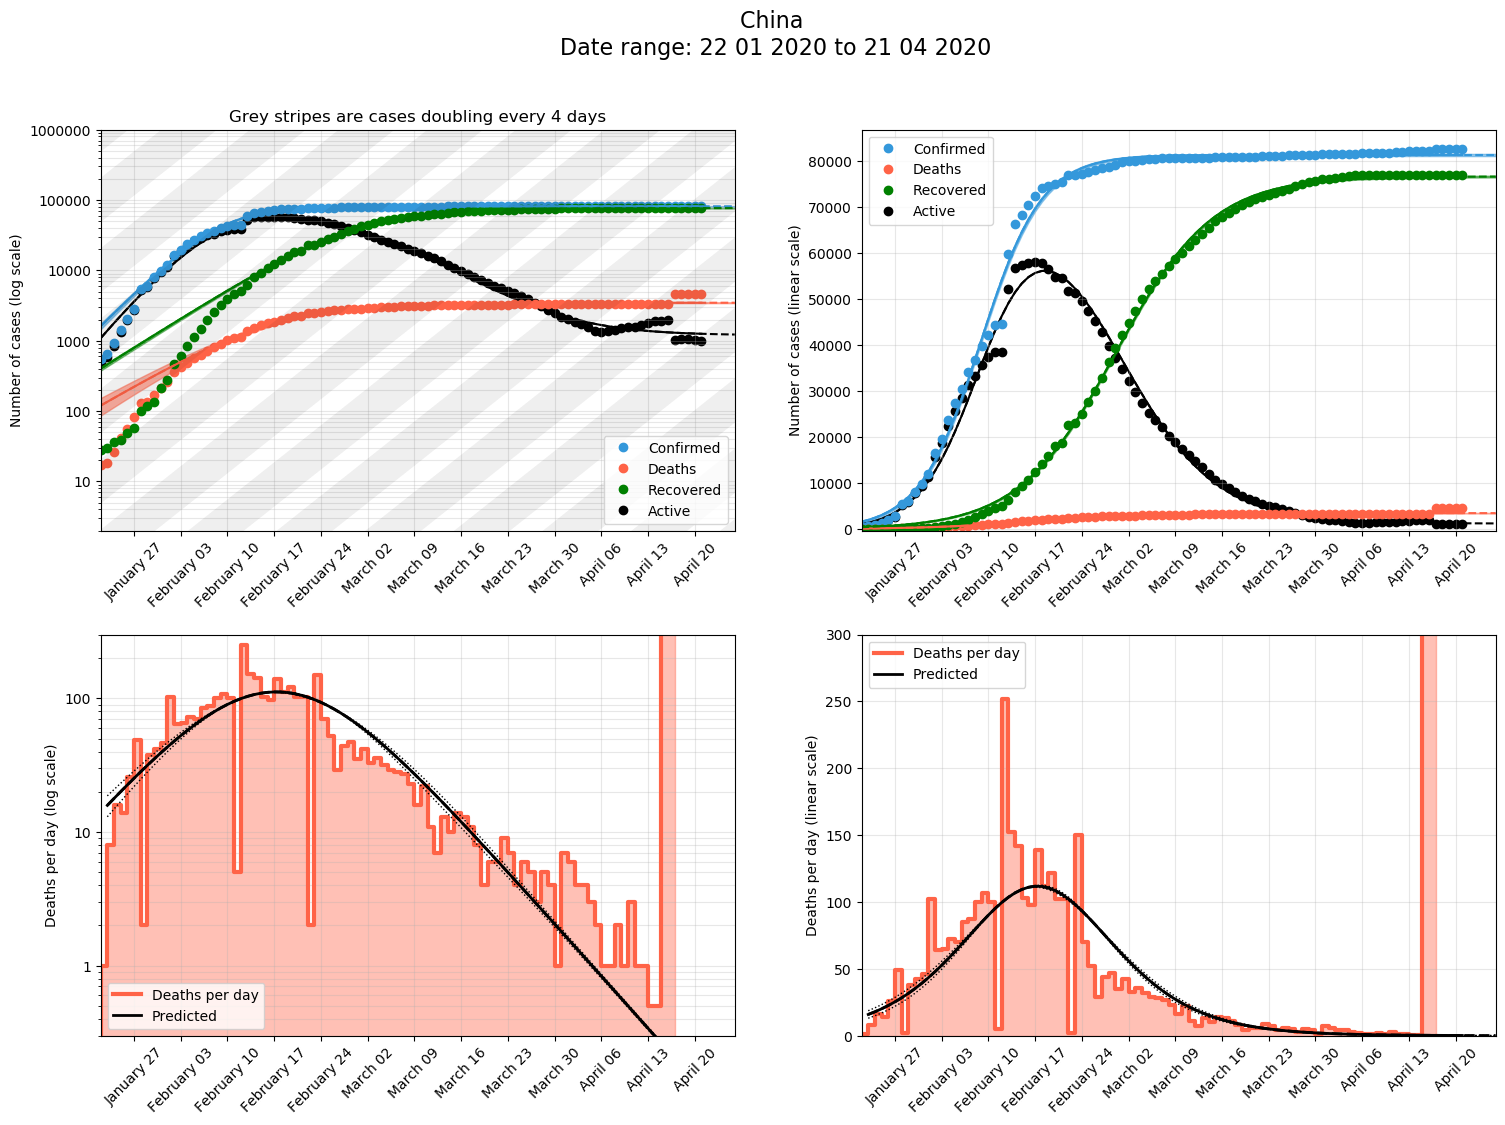 China
Date range: 22 01 2020 to 21 04 2020
Grey stripes are cases doubling every 4 days
Number of cases (log scale)
1000000
100000
10000
1000
100
10
Confirmed
Deaths
Recovered
Active
January 27
February 03
February 10
February 17
February 24
March 02
March 09
March 16
March 23
March 30
April 06
April 13
April 20
Number of cases (linear scale)
80000
70000
60000
50000
40000
30000
20000
10000
0
Confirmed
Deaths
Recovered
Active
January 27
February 03
February 10
February 17
February 24
March 02
March 09
March 16
March 23
March 30
April 06
April 13
April 20
Deaths per day (log scale)
100
10
1
Deaths per day
Predicted
January 27
February 03
February 10
February 17
February 24
March 02
March 09
March 16
March 23
March 30
April 06
April 13
April 20
Deaths per day (linear scale)
300
250
200
150
100
50
0
Deaths per day
Predicted
January 27
February 03
February 10
February 17
February 24
March 02
March 09
March 16
March 23
March 30
April 06
April 13
April 20